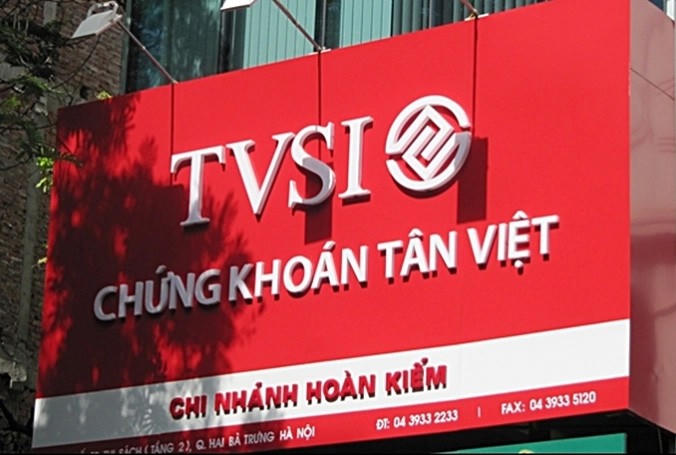 TVSI
CHỨNG KHOÁN TÂN VIỆT
CHI NHÁNH HOÀN KIẾM
SÁCH (TẦNG 2), Q. HAI BÀ TRƯNG HÀ NỘI ĐT: 04 3933 2233 | FAX: 04 3933 5120